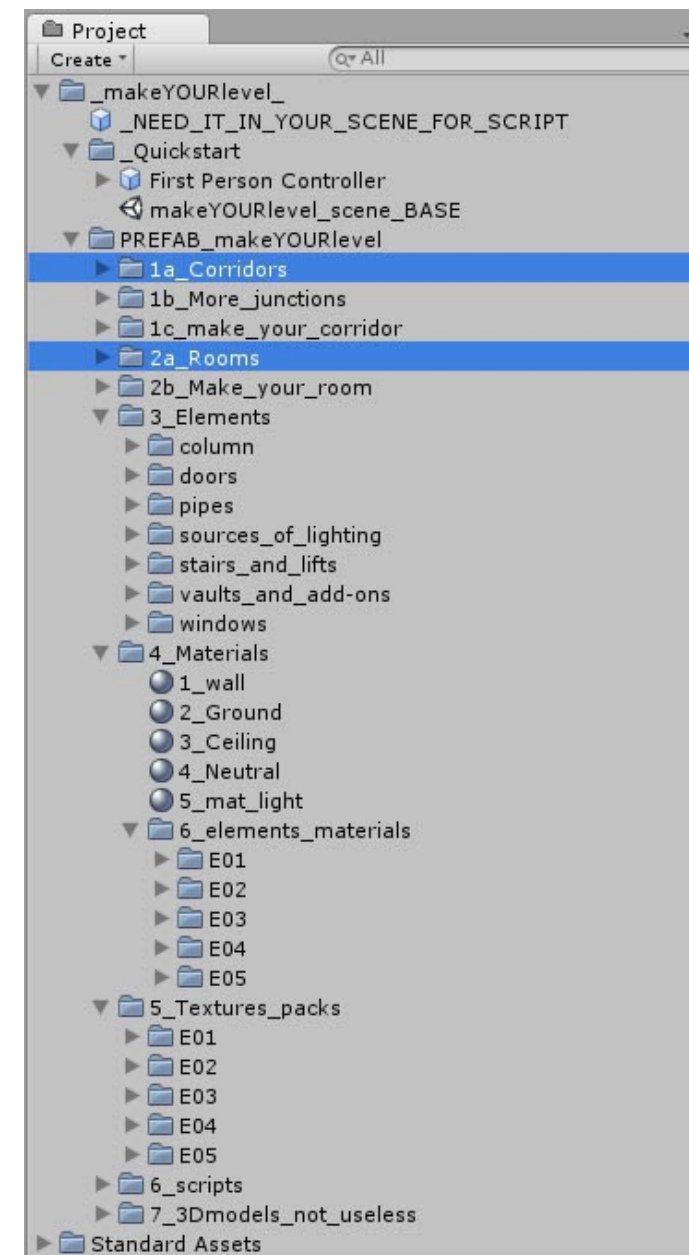 Project
Create All
_makeYOURlevel_
_NEED_IT_IN_YOUR_SCENE_FOR_SCRIPT
_Quickstart
First Person Controller
makeYOURlevel_scene_BASE
PREFAB_makeYOURlevel
1a_Corridors
1b_More_junctions
1c_make_your_corridor
2a_Rooms
2b_Make_your_room
3_Elements
column
doors
pipes
sources_of_lighting
stairs_and_lifts
vaults_and_add-ons
windows
4_Materials
1_wall
2_Ground
3_Ceiling
4_Neutral
5_mat_light
6_elements_materials
E01
E02
E03
E04
E05
5_Textures_packs
E01
E02
E03
E04
E05
6_scripts
7_3Dmodels_not_useless
Standard Assets